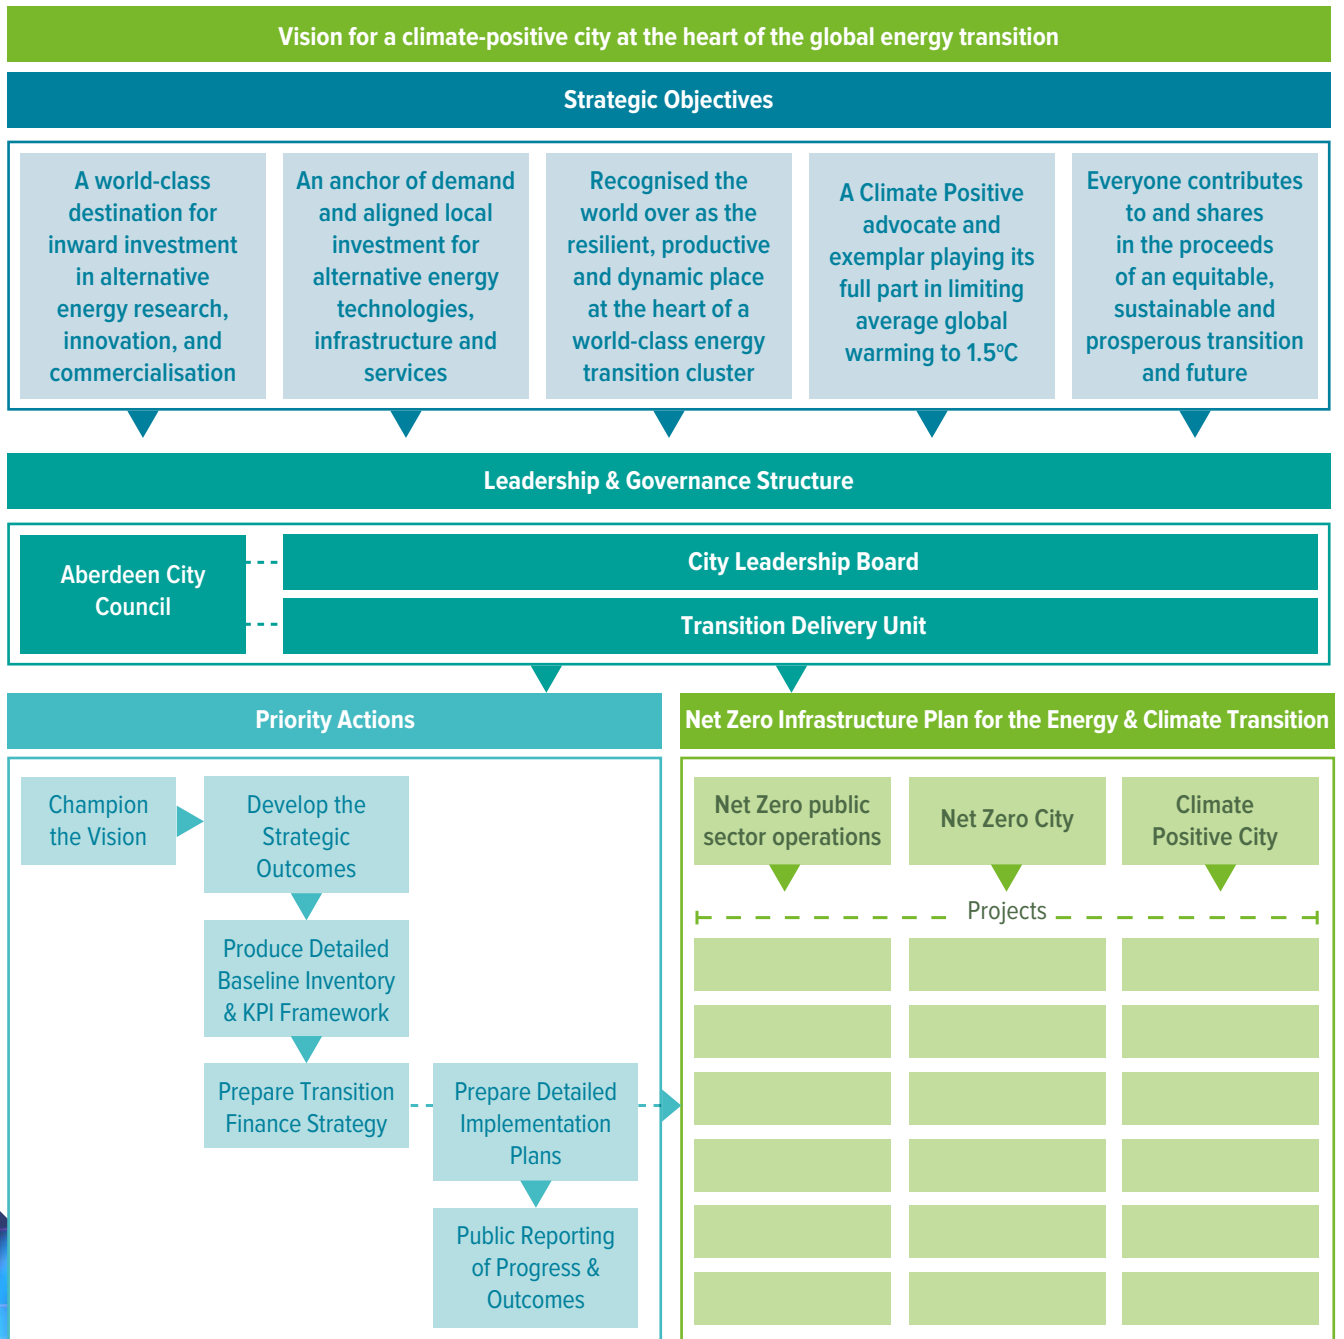 Vision for a climate-positive city at the heart of the global energy transition
Strategic Objectives
A world-class
destination for
inward investment
in alternative
energy research,
innovation, and
commercialisation
An anchor of demand
and aligned local
investment for
alternative energy
technologies,
infrastructure and
services
Recognised the
world over as the
resilient, productive
and dynamic place
at the heart of a
world-class energy
transition cluster
A Climate Positive
advocate and
exemplar playing its
full part in limiting
average global
warming to 1.5ºC
Everyone contributes
to and shares
in the proceeds
of an equitable,
sustainable and
prosperous transition
and future
Leadership & Governance Structure
Aberdeen City
Council
City Leadership Board
Transition Delivery Unit
Priority Actions
Champion
the Vision
Develop the
Strategic
Outcomes
Produce Detailed
Baseline Inventory
& KPI Framework
Prepare Transition
Finance Strategy
Prepare Detailed
Implementation
Plans
Public Reporting
of Progress &
Outcomes
Net Zero Infrastructure Plan for the Energy & Climate Transition
Net Zero public
sector operations
Net Zero City
Climate
Positive City
Projects